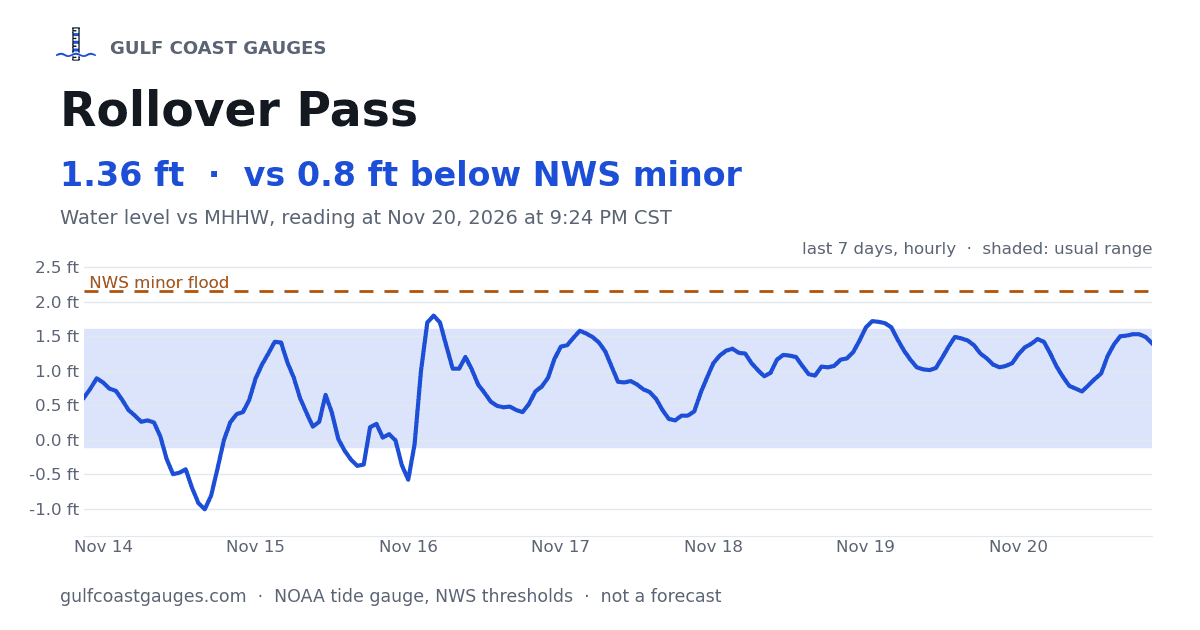 GULF COAST GAUGES
Rollover Pass
1.36 ft · vs 0.8 ft below NWS minor
Water level vs MHHW, reading at Nov 20, 2026 at 9:24 PM CST
last 7 days, hourly · shaded: usual range
2.5 ft
NWS minor flood
2.0 ft
1.5 ft
1.0 ft
0.5 ft
0.0 ft
-0.5 ft
-1.0 ft
Nov 14 Nov 15 Nov 16 Nov 17 Nov 18 Nov 19 Nov 20
gulfcoastgauges.com · NOAA tide gauge, NWS thresholds · not a forecast